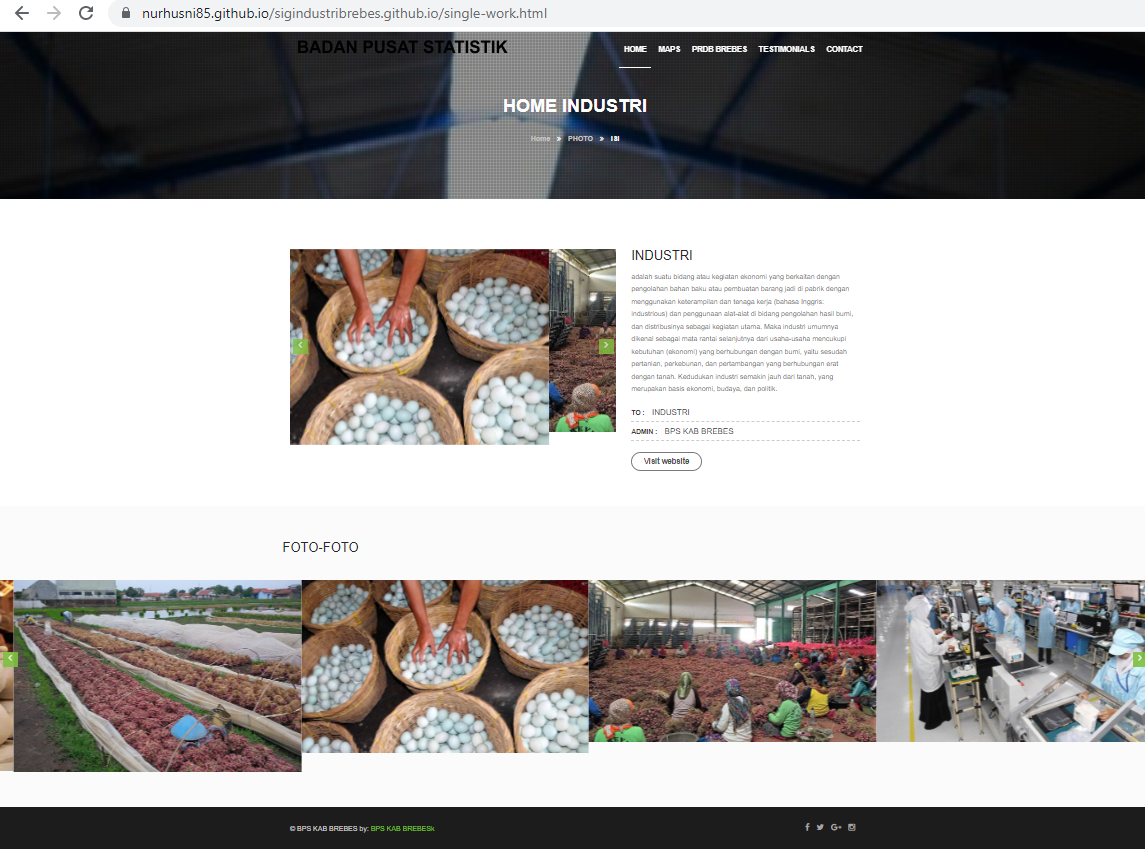 nurhusni85.github.io/sigindustribrebes.github.io/single-work.html
BADAN PUSAT STATISTIK
HOME MAPS PRDB BREBES TESTIMONIALS CONTACT
HOME INDUSTRI
Home » PHOTO » ISI
INDUSTRI
adalah suatu bidang atau kegiatan ekonomi yang berkaitan dengan
pengolahan bahan baku atau pembuatan barang jadi di pabrik dengan
menggunakan keterampilan dan tenaga kerja (bahasa Inggris:
industrious) dan penggunaan alat-alat di bidang pengolahan hasil bumi,
dan distribusinya sebagai kegiatan utama. Maka industri umumnya
dikenal sebagai mata rantai selanjutnya dari usaha-usaha mencukupi
kebutuhan (ekonomi) yang berhubungan dengan bumi, yaitu sesudah
pertanian, perkebunan, dan pertambangan yang berhubungan erat
dengan tanah. Kedudukan industri semakin jauh dari tanah, yang
merupakan basis ekonomi, budaya, dan politik.
TO : INDUSTRI
ADMIN : BPS KAB BREBES
Visit website
FOTO-FOTO
© BPS KAB BREBES by: BPS KAB BREBESk